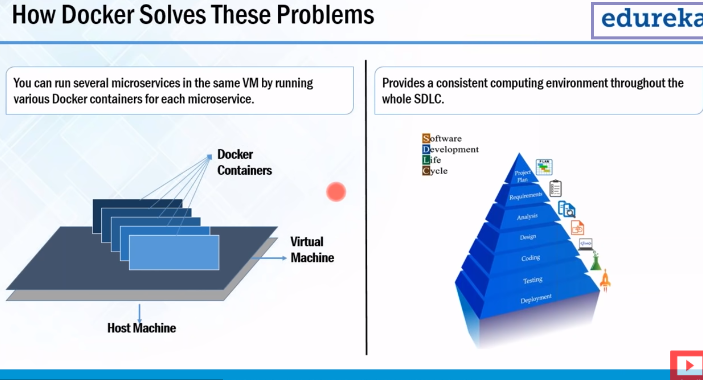 How Docker Solves These Problems
edureka
You can run several microservices in the same VM by running
various Docker containers for each microservice.
Provides a consistent computing environment throughout the
whole SDLC.
Docker
Containers
Virtual
Machine
Host Machine
Software
Development
Life
Cycle
Project
Plan
Requirements
Analysis
Design
Coding
Testing
Deployment